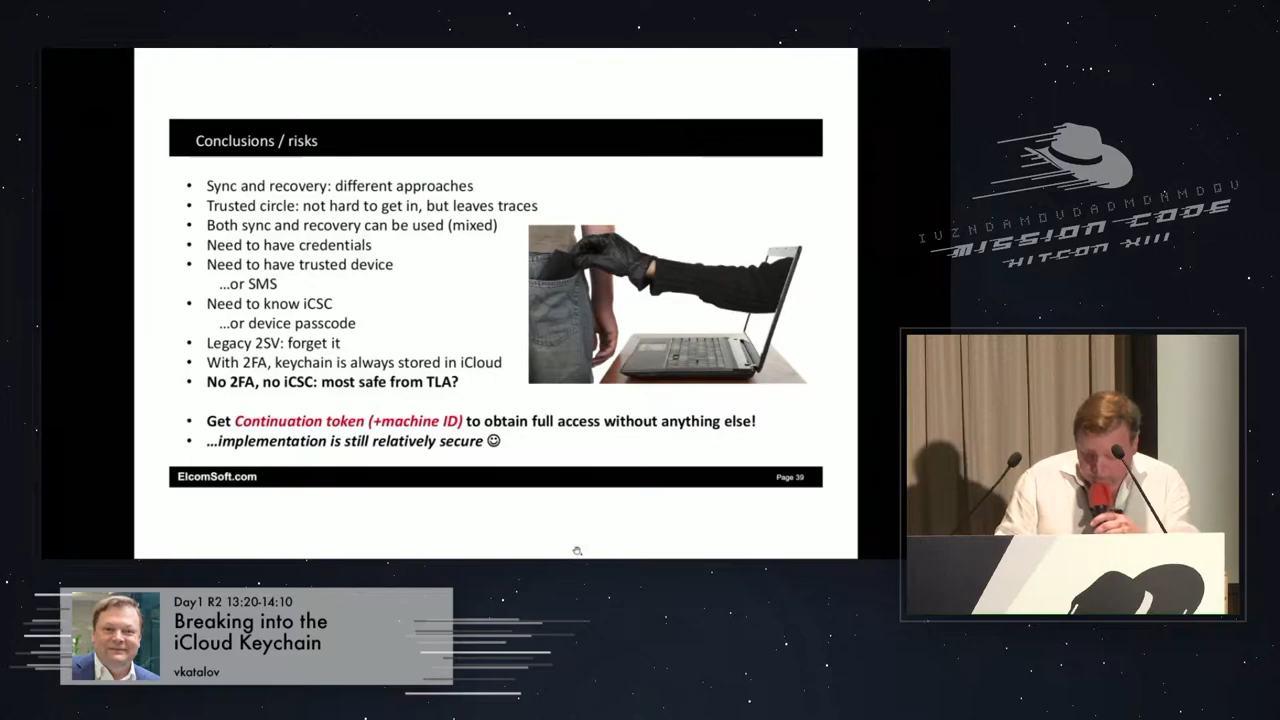 Conclusions / risks
• Sync and recovery: different approaches
• Trusted circle: not hard to get in, but leaves traces
• Both sync and recovery can be used (mixed)
• Need to have credentials
• Need to have trusted device
…or SMS
• Need to know iCSC
…or device passcode
• Legacy 2SV: forget it
• With 2FA, keychain is always stored in iCloud
• No 2FA, no iCSC: most safe from TLA?
• Get Continuation token (+machine ID) to obtain full access without anything else!
• …implementation is still relatively secure ☺
ElcomSoft.com
Page 39
MISSION CODE
HITCON XIII
Day1 R2 13:20-14:10
Breaking into the
iCloud Keychain
vkatalov